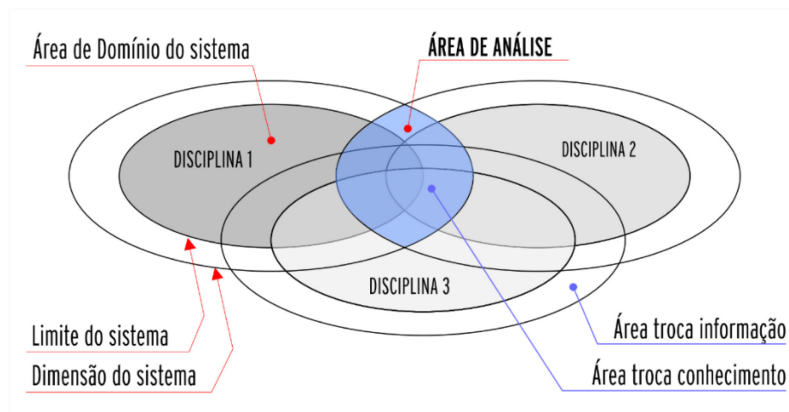 Área de Domínio do sistema
ÁREA DE ANÁLISE
DISCIPLINA 1
DISCIPLINA 2
DISCIPLINA 3
Limite do sistema
Dimensão do sistema
Área troca informação
Área troca conhecimento